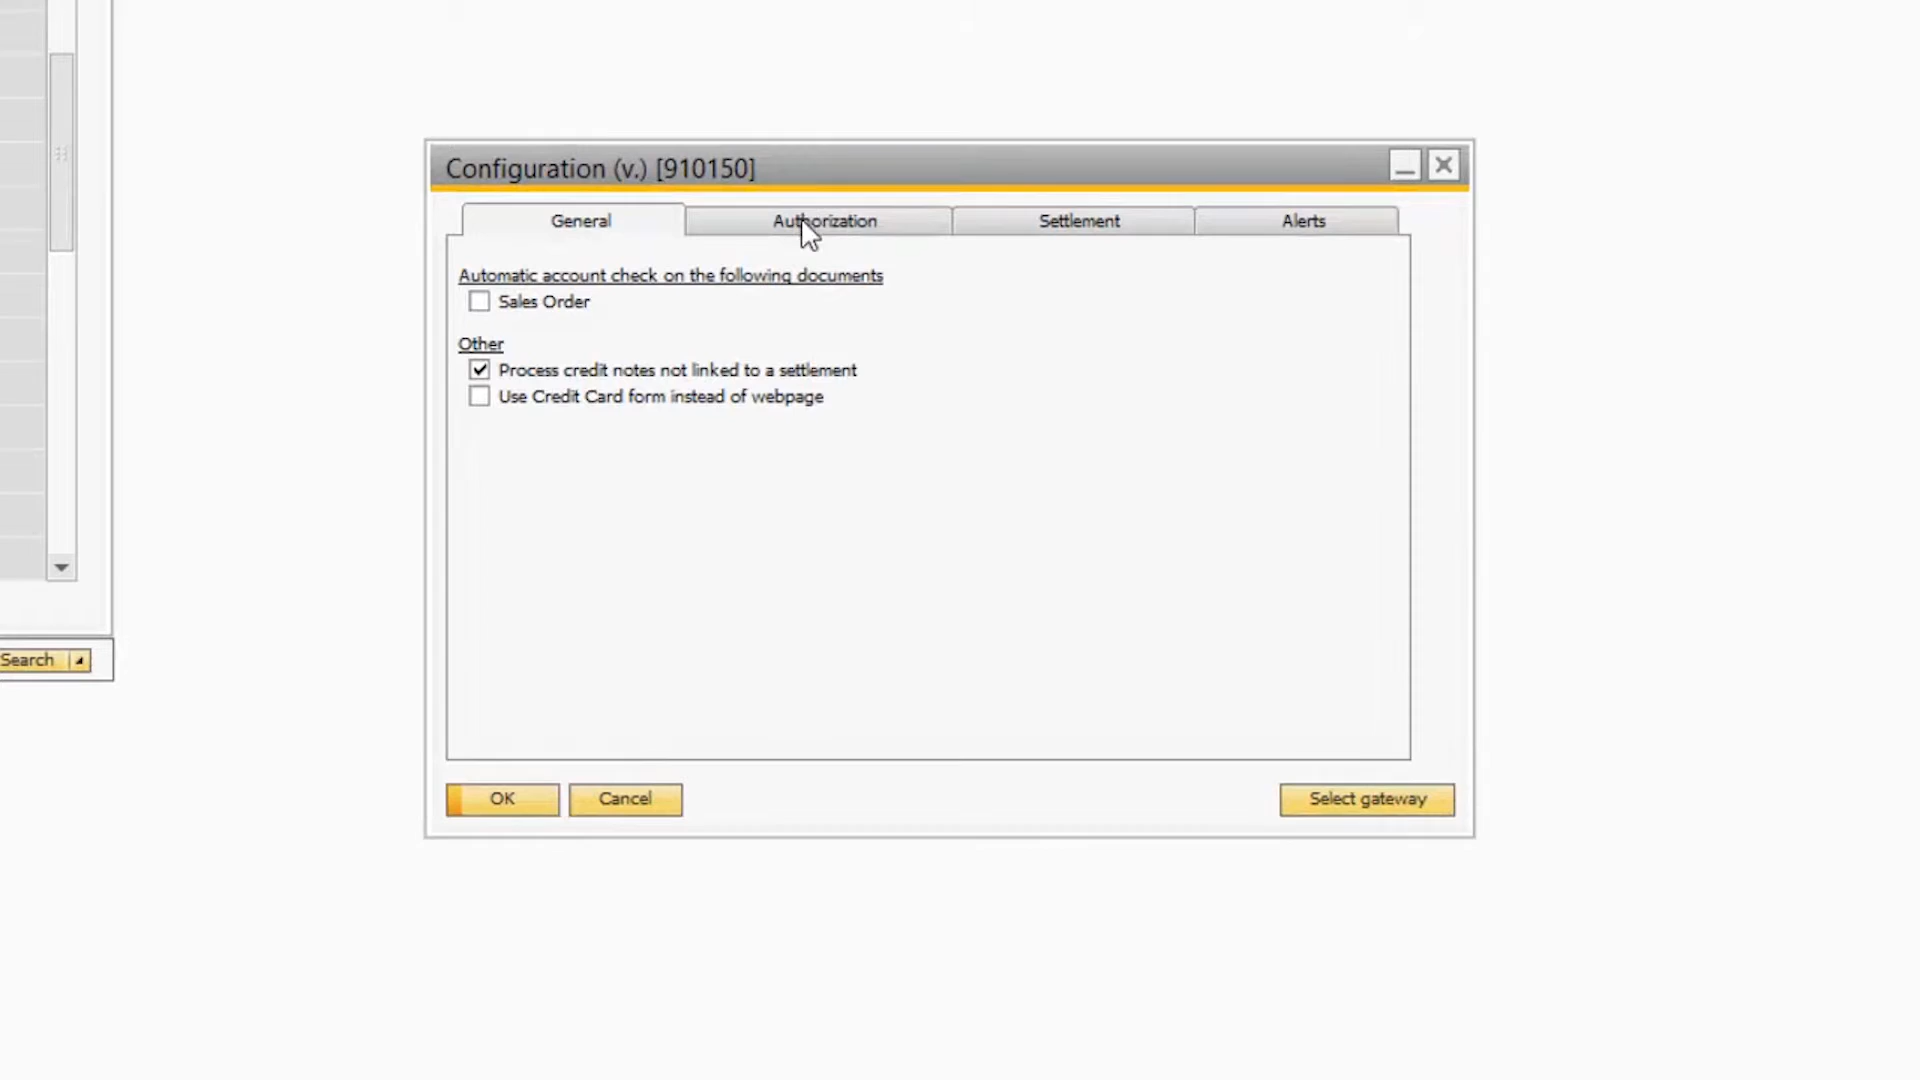 Configuration (v.) [910150]
General
Authorization
Settlement
Alerts
Automatic account check on the following documents
Sales Order
Other
Process credit notes not linked to a settlement
Use Credit Card form instead of webpage
Search
OK
Cancel
Select gateway